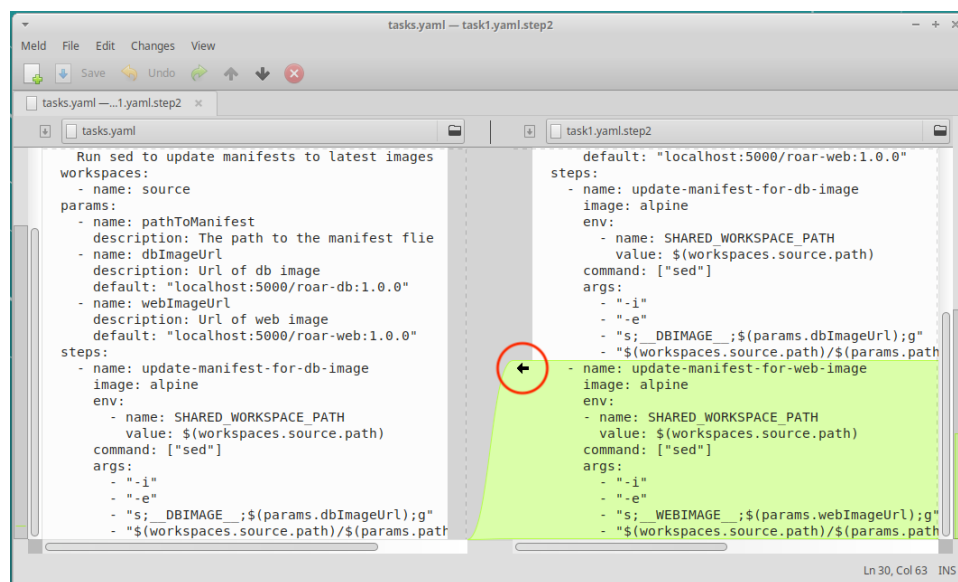 tasks.yaml — task1.yaml.step2
Meld File Edit Changes View
Save Undo
tasks.yaml —...1.yaml.step2
tasks.yaml
Run sed to update manifests to latest images
workspaces:
- name: source
params:
- name: pathToManifest
description: The path to the manifest flie
- name: dbImageUrl
description: Url of db image
default: "localhost:5000/roar-db:1.0.0"
- name: webImageUrl
description: Url of web image
default: "localhost:5000/roar-web:1.0.0"
steps:
- name: update-manifest-for-db-image
image: alpine
env:
- name: SHARED_WORKSPACE_PATH
value: $(workspaces.source.path)
command: ["sed"]
args:
- "-i"
- "-e"
- "s;__DBIMAGE__;$(params.dbImageUrl);g"
- "$(workspaces.source.path)/$(params.path
task1.yaml.step2
default: "localhost:5000/roar-web:1.0.0"
steps:
- name: update-manifest-for-db-image
image: alpine
env:
- name: SHARED_WORKSPACE_PATH
value: $(workspaces.source.path)
command: ["sed"]
args:
- "-i"
- "-e"
- "s;__DBIMAGE__;$(params.dbImageUrl);g"
- "$(workspaces.source.path)/$(params.path
- name: update-manifest-for-web-image
image: alpine
env:
- name: SHARED_WORKSPACE_PATH
value: $(workspaces.source.path)
command: ["sed"]
args:
- "-i"
- "-e"
- "s;__WEBIMAGE__;$(params.webImageUrl);g"
- "$(workspaces.source.path)/$(params.path
Ln 30, Col 63 INS